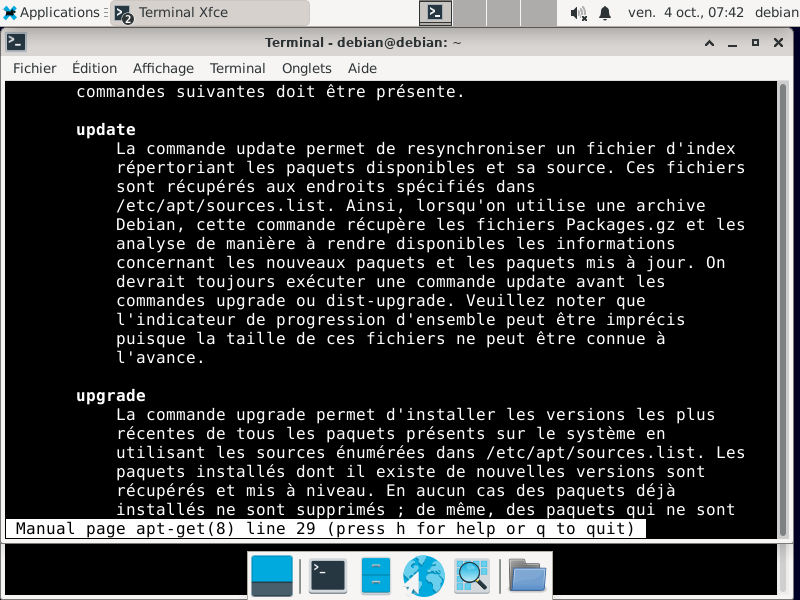 Applications
2
Terminal Xfce
ven. 4 oct., 07:42
debian
Terminal - debian@debian: ~
Fichier Édition Affichage Terminal Onglets Aide
commandes suivantes doit être présente.
update
La commande update permet de resynchroniser un fichier d'index
répertoriant les paquets disponibles et sa source. Ces fichiers
sont récupérés aux endroits spécifiés dans
/etc/apt/sources.list. Ainsi, lorsqu'on utilise une archive
Debian, cette commande récupère les fichiers Packages.gz et les
analyse de manière à rendre disponibles les informations
concernant les nouveaux paquets et les paquets mis à jour. On
devrait toujours exécuter une commande update avant les
commandes upgrade ou dist-upgrade. Veuillez noter que
l'indicateur de progression d'ensemble peut être imprécis
puisque la taille de ces fichiers ne peut être connue à
l'avance.
upgrade
La commande upgrade permet d'installer les versions les plus
récentes de tous les paquets présents sur le système en
utilisant les sources énumérées dans /etc/apt/sources.list. Les
paquets installés dont il existe de nouvelles versions sont
récupérés et mis à niveau. En aucun cas des paquets déjà
installés ne sont supprimés ; de même, des paquets qui ne sont
Manual page apt-get(8) line 29 (press h for help or q to quit)